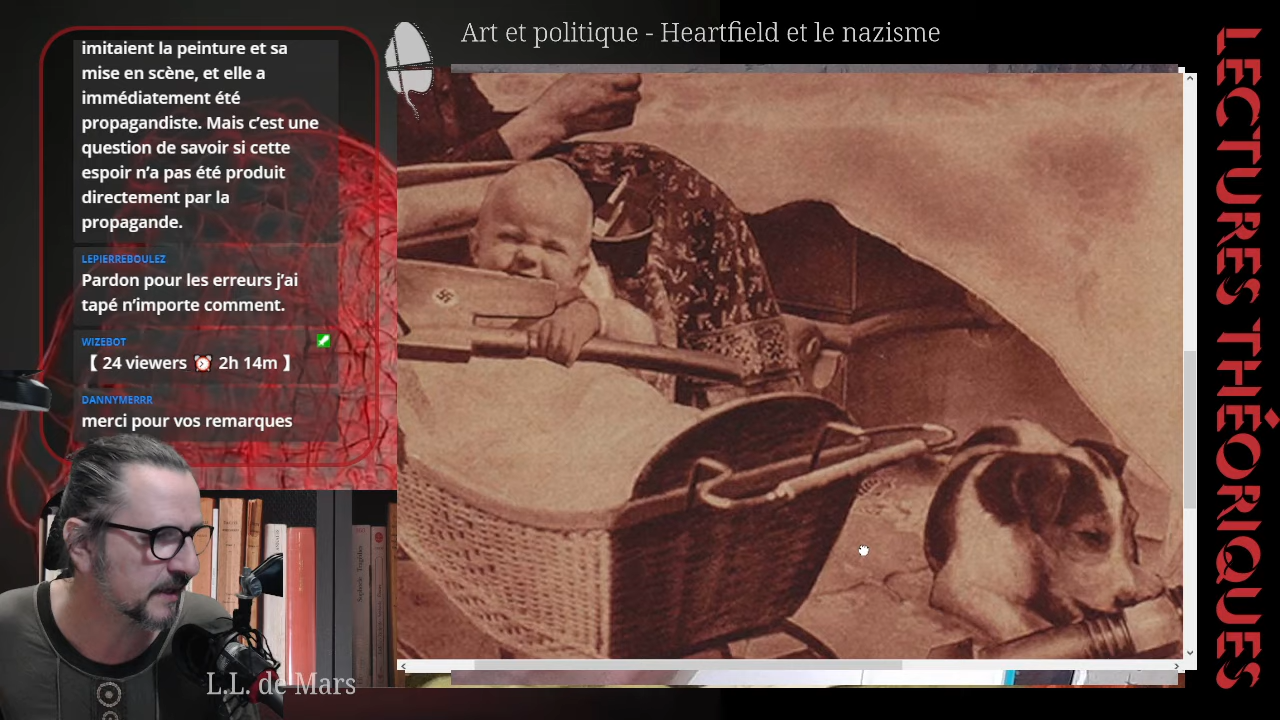 Art et politique - Heartfield et le nazisme
imitaient la peinture et sa
mise en scène, et elle a
immédiatement été
propagandiste. Mais c’est une
question de savoir si cette
espoir n’a pas été produit
directement par la
propagande.
LEPIERREBOULEZ
Pardon pour les erreurs j’ai
tapé n’importe comment.
WIZEBOT
【 24 viewers ⏰ 2h 14m 】
DANNYMERRR
merci pour vos remarques
L.L. de Mars
LECTURES THÉORIQUES